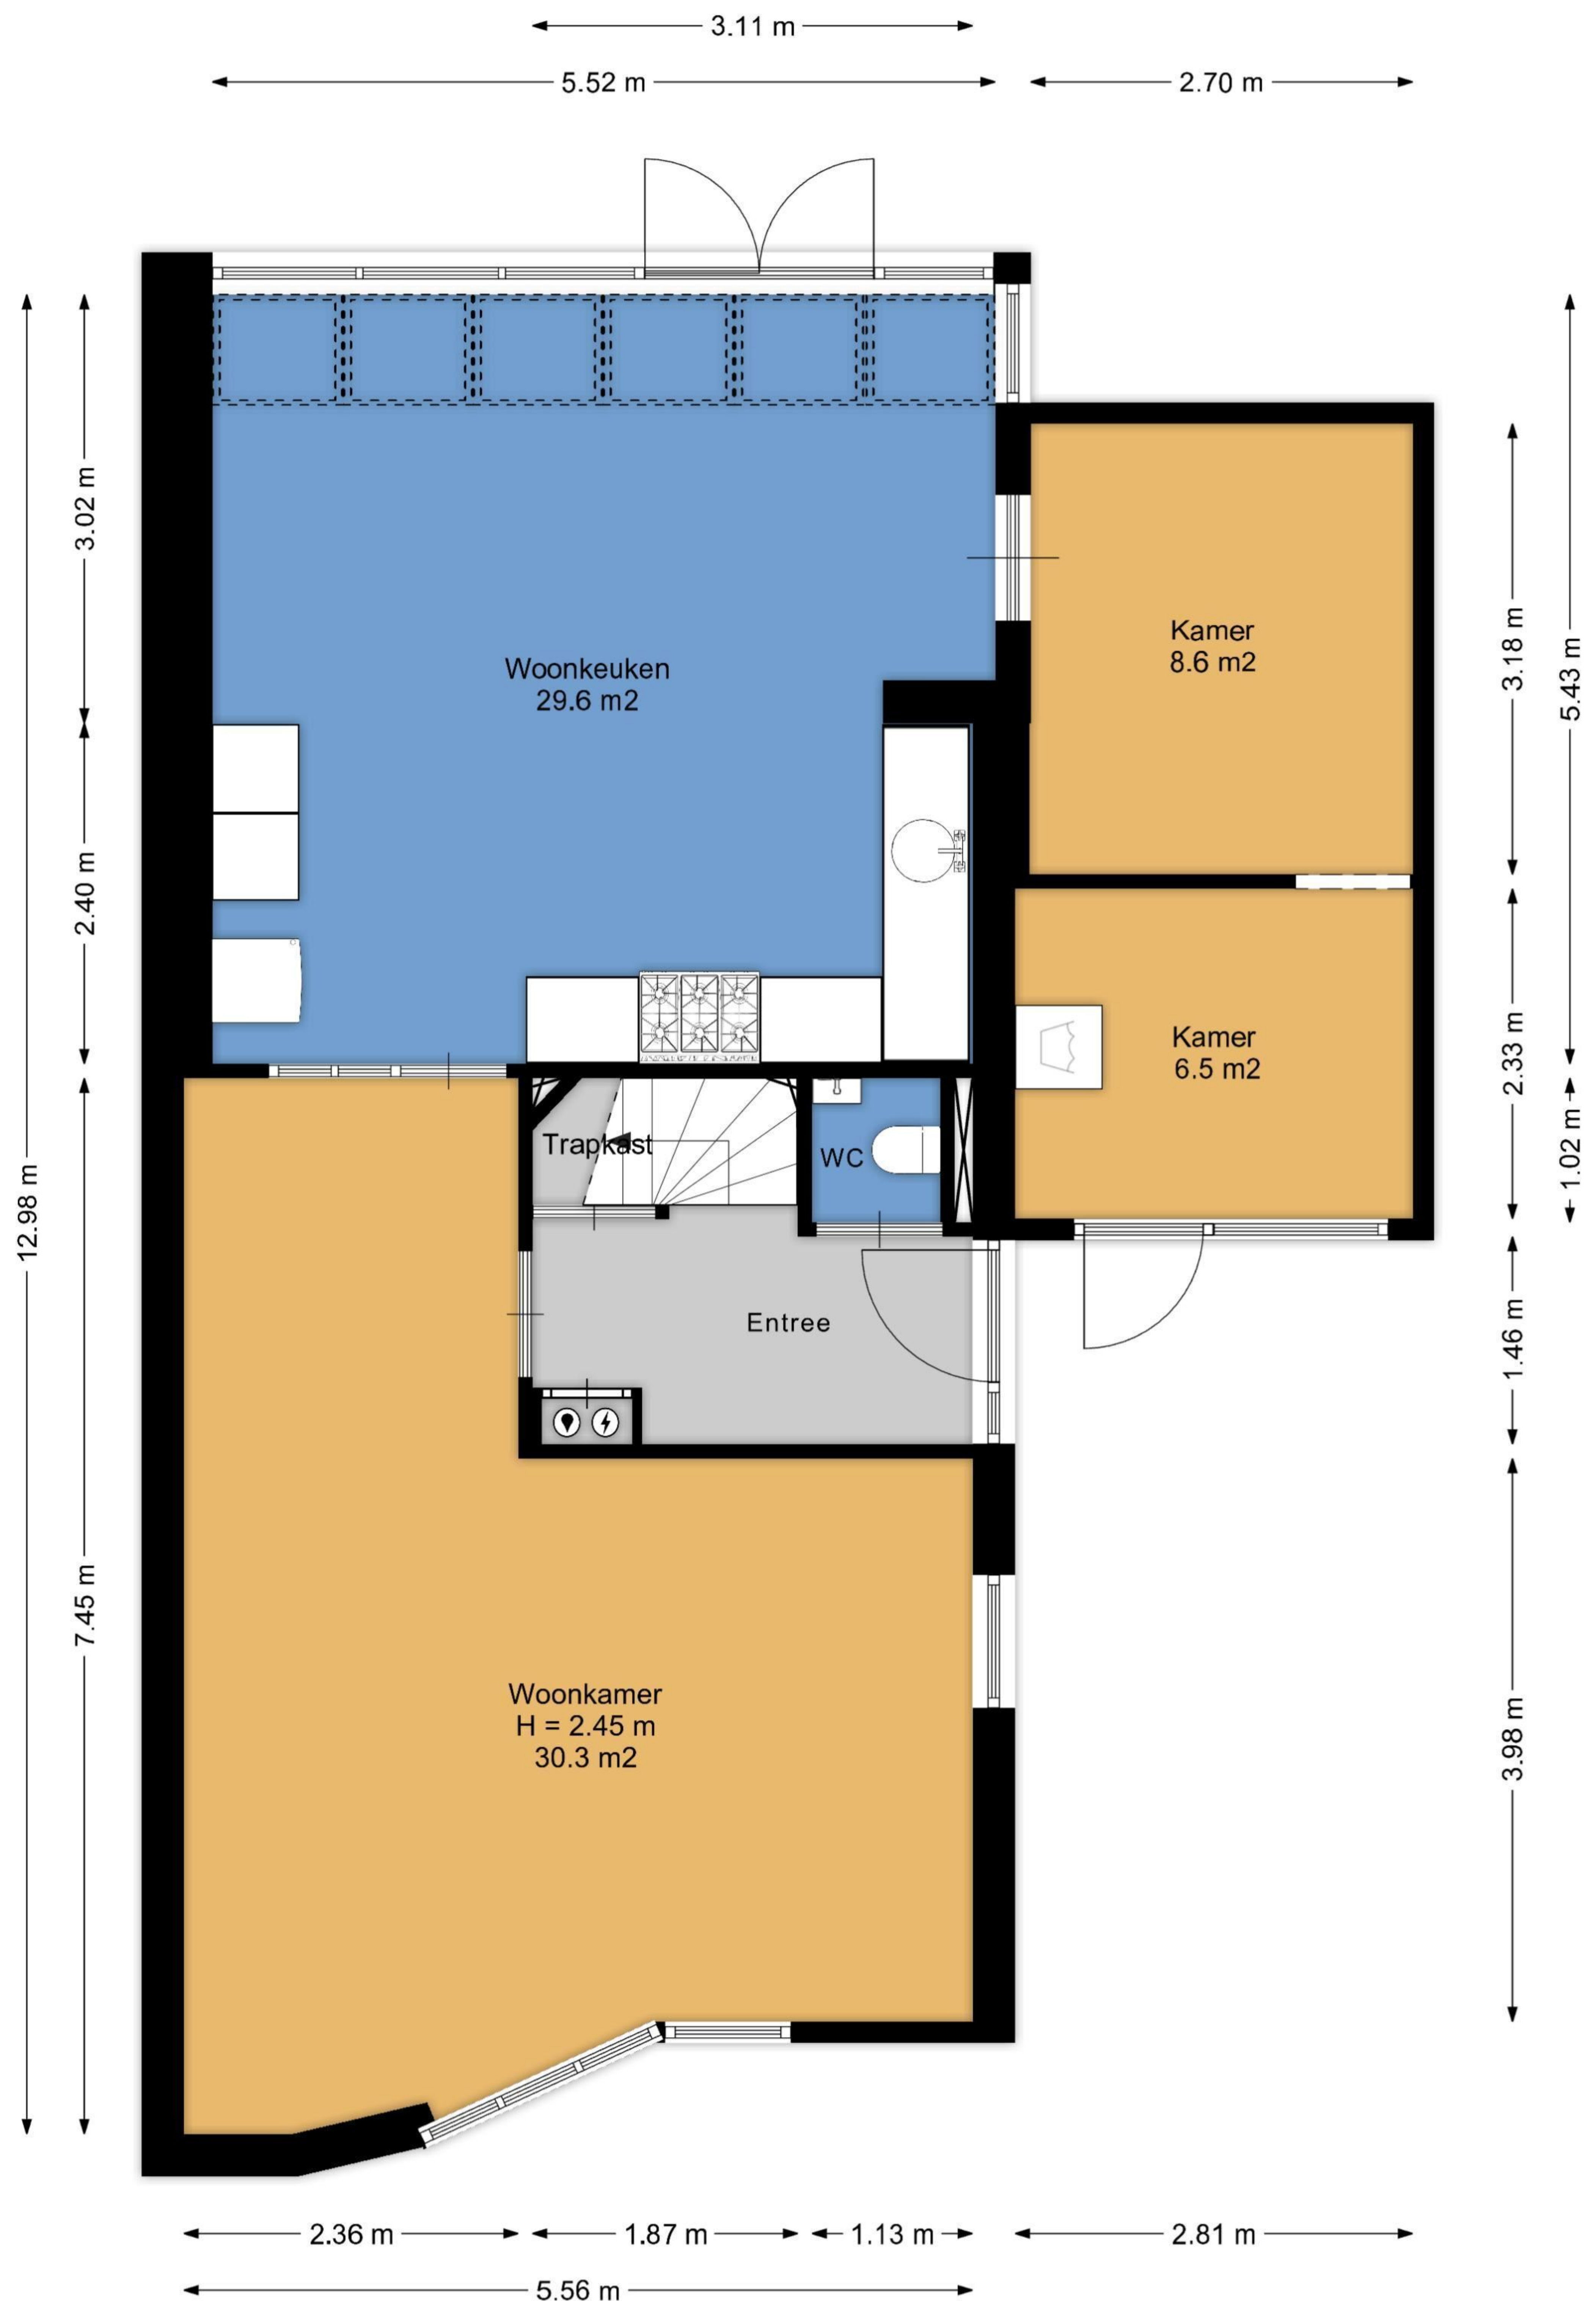 3.11 m
5.52 m
2.70 m
3.02 m
2.40 m
12.98 m
7.45 m
3.18 m
5.43 m
2.33 m
1.02 m
1.46 m
3.98 m
Woonkeuken
29.6 m2
Kamer
8.6 m2
Kamer
6.5 m2
Trapkast
WC
Entree
Woonkamer
H = 2.45 m
30.3 m2
2.36 m
1.87 m
1.13 m
2.81 m
5.56 m